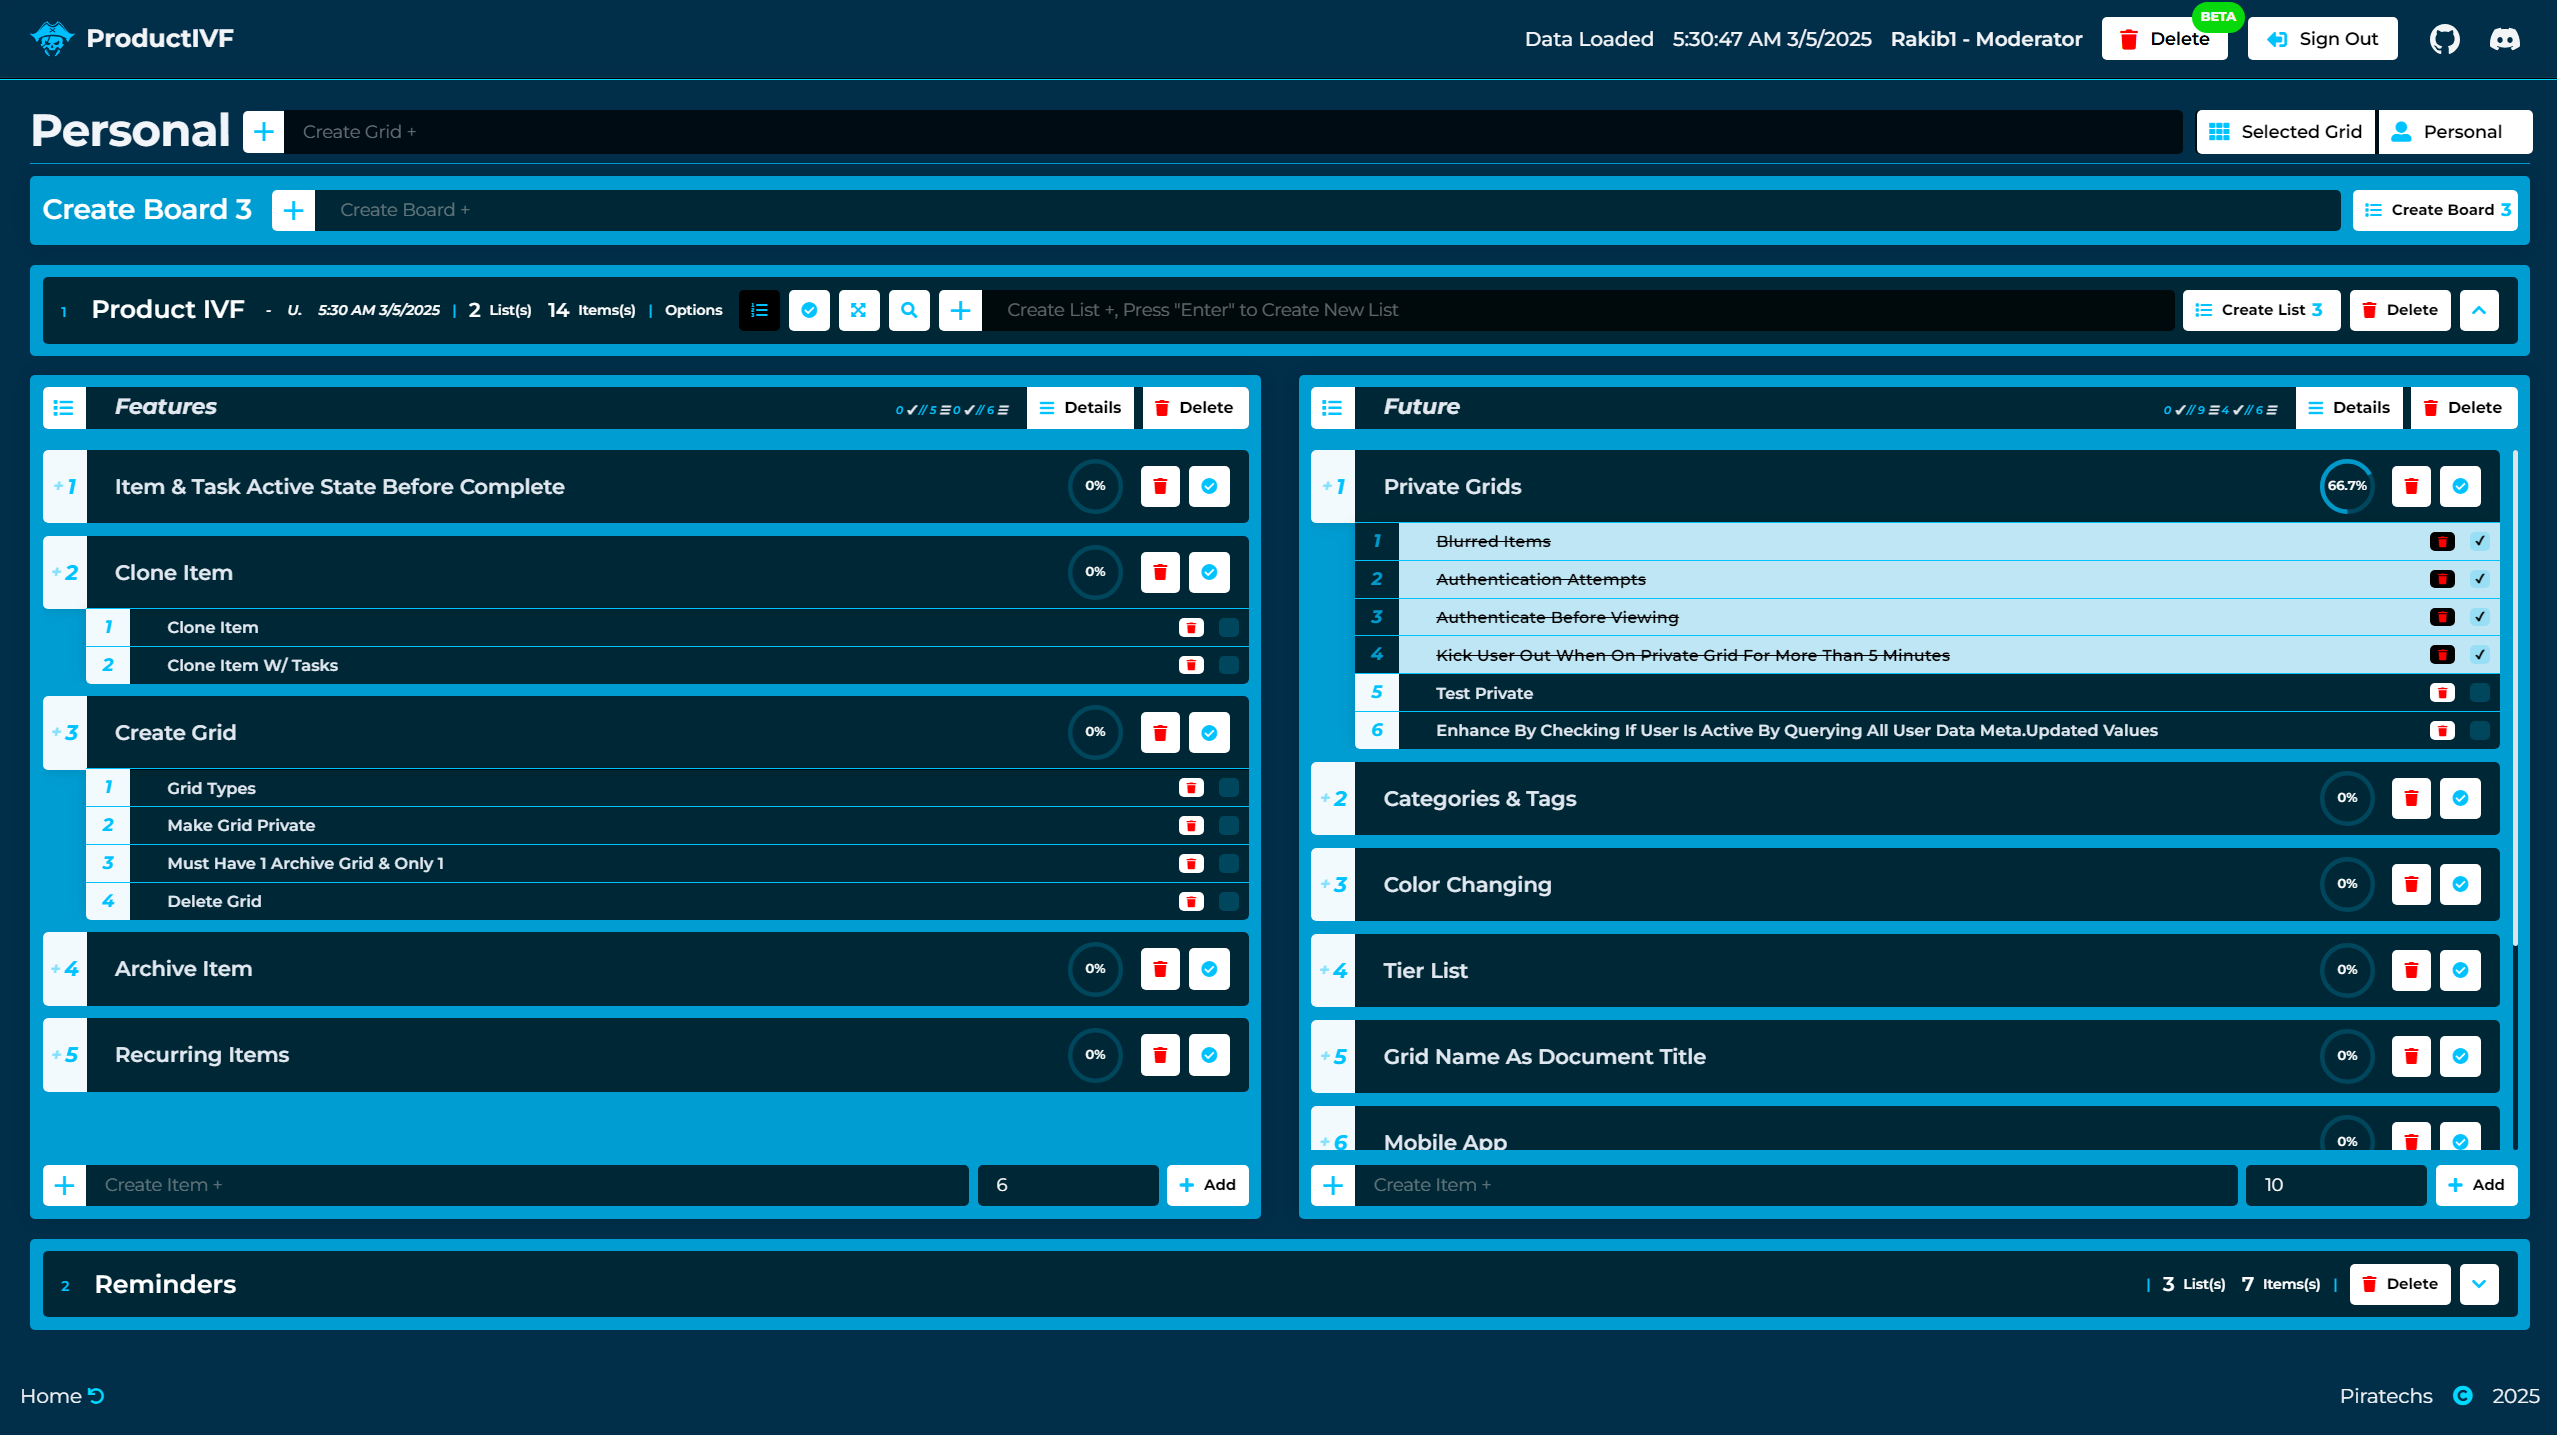 ProductIVF
Data Loaded 5:30:47 AM 3/5/2025 Rakib1 - Moderator Delete BETA Sign Out
Personal + Create Grid + Selected Grid Personal
Create Board 3 + Create Board + Create Board 3
1 Product IVF - U. 5:30 AM 3/5/2025 | 2 List(s) 14 Items(s) | Options + Create List +, Press "Enter" to Create New List Create List 3 Delete
Features 0 ✔// 5 ☰ 0 ✔// 6 ☰ Details Delete
+1 Item & Task Active State Before Complete 0%
+2 Clone Item 0%
1 Clone Item
2 Clone Item W/ Tasks
+3 Create Grid 0%
1 Grid Types
2 Make Grid Private
3 Must Have 1 Archive Grid & Only 1
4 Delete Grid
+4 Archive Item 0%
+5 Recurring Items 0%
+ Create Item + 6 + Add
Future 0 ✔// 9 ☰ 4 ✔// 6 ☰ Details Delete
+1 Private Grids 66.7%
1 Blurred Items
2 Authentication Attempts
3 Authenticate Before Viewing
4 Kick User Out When On Private Grid For More Than 5 Minutes
5 Test Private
6 Enhance By Checking If User Is Active By Querying All User Data Meta.Updated Values
+2 Categories & Tags 0%
+3 Color Changing 0%
+4 Tier List 0%
+5 Grid Name As Document Title 0%
+6 Mobile App 0%
+ Create Item + 10 + Add
2 Reminders | 3 List(s) 7 Items(s) | Delete
Home
Piratechs © 2025